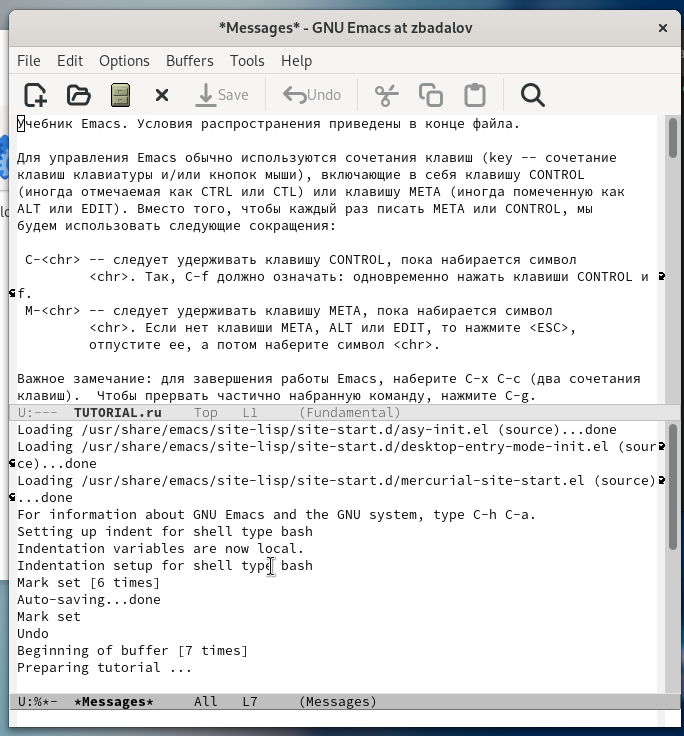 *Messages* - GNU Emacs at zbadalov
File Edit Options Buffers Tools Help
Save Undo
Учебник Emacs. Условия распространения приведены в конце файла.
Для управления Emacs обычно используются сочетания клавиш (key -- сочетание
клавиш клавиатуры и/или кнопок мыши), включающие в себя клавишу CONTROL
(иногда отмечаемая как CTRL или CTL) или клавишу META (иногда помеченную как
ALT или EDIT). Вместо того, чтобы каждый раз писать META или CONTROL, мы
будем использовать следующие сокращения:
C-<chr> -- следует удерживать клавишу CONTROL, пока набирается символ
<chr>. Так, C-f должно означать: одновременно нажать клавиши CONTROL и
f.
M-<chr> -- следует удерживать клавишу META, пока набирается символ
<chr>. Если нет клавиши META, ALT или EDIT, то нажмите <ESC>,
отпустите ее, а потом наберите символ <chr>.
Важное замечание: для завершения работы Emacs, наберите C-x C-c (два сочетания
клавиш). Чтобы прервать частично набранную команду, нажмите C-g.
U:--- TUTORIAL.ru Top L1 (Fundamental)
Loading /usr/share/emacs/site-lisp/site-start.d/asy-init.el (source)...done
Loading /usr/share/emacs/site-lisp/site-start.d/desktop-entry-mode-init.el (sour
ce)...done
Loading /usr/share/emacs/site-lisp/site-start.d/mercurial-site-start.el (source)
...done
For information about GNU Emacs and the GNU system, type C-h C-a.
Setting up indent for shell type bash
Indentation variables are now local.
Indentation setup for shell type bash
Mark set [6 times]
Auto-saving...done
Mark set
Undo
Beginning of buffer [7 times]
Preparing tutorial ...
U:%*- *Messages* All L7 (Messages)